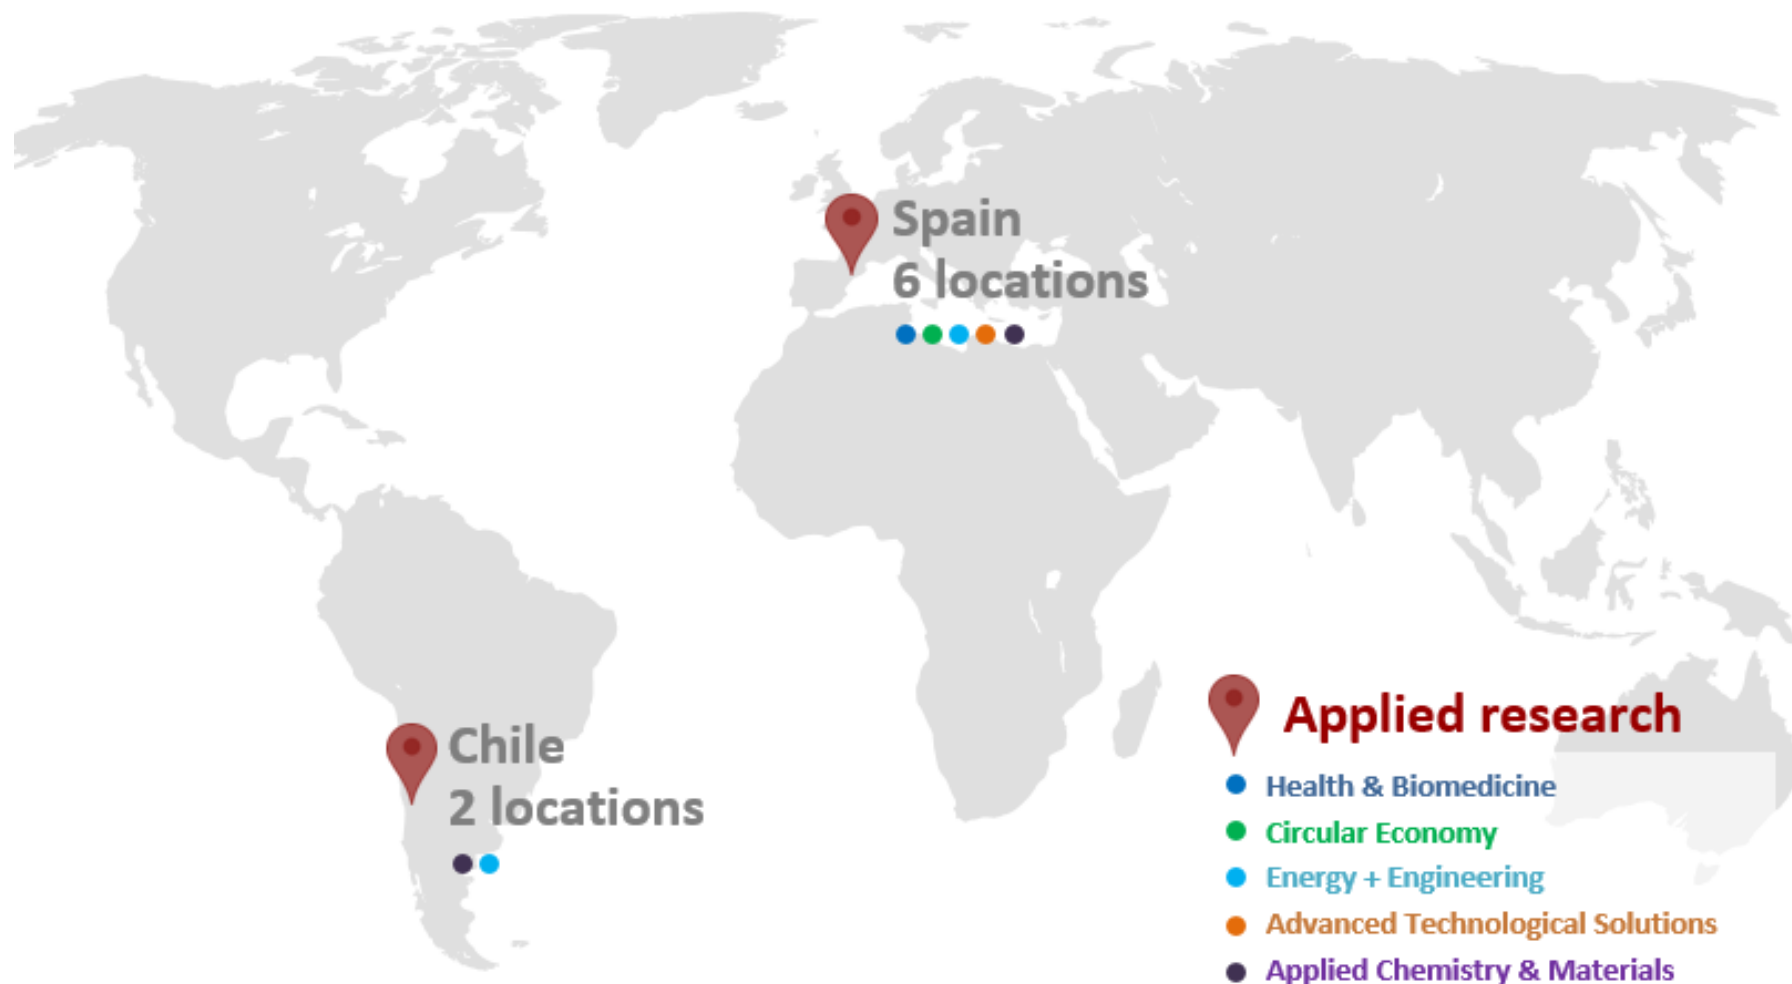 Spain
6 locations
Chile
2 locations
Applied research
Health & Biomedicine
Circular Economy
Energy + Engineering
Advanced Technological Solutions
Applied Chemistry & Materials